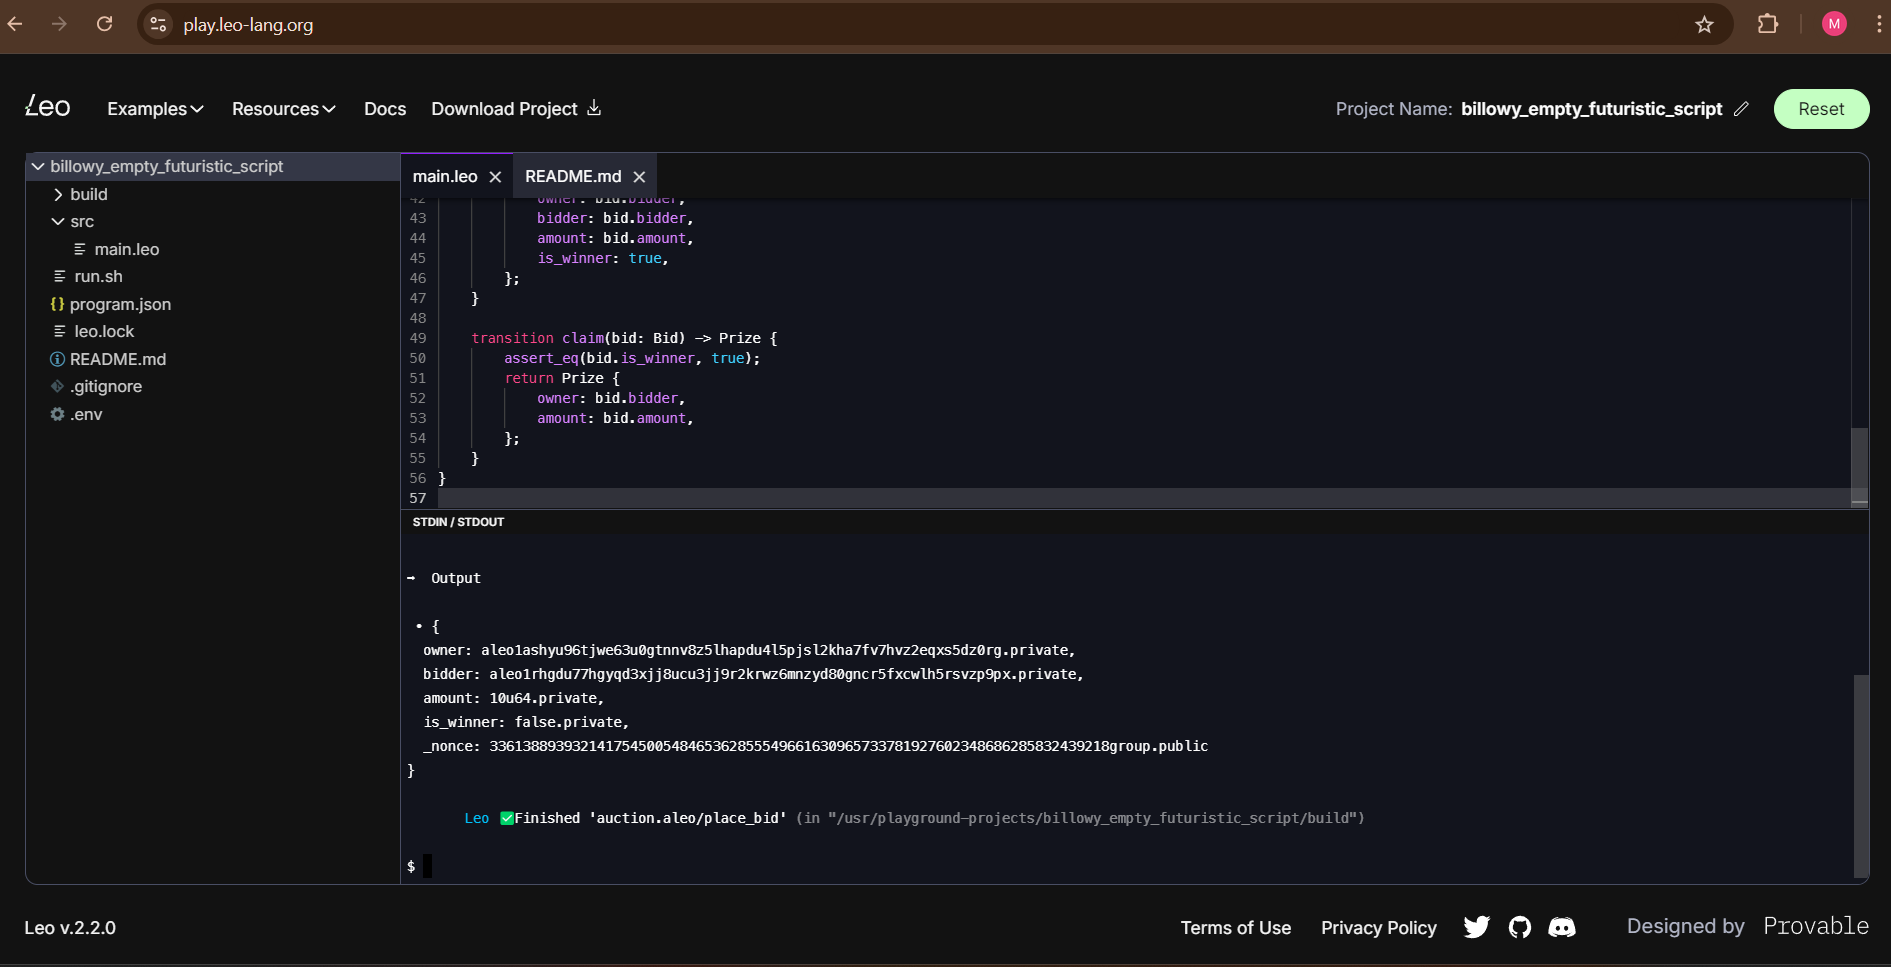 play.leo-lang.org
M
Leo
Examples
Resources
Docs
Download Project
Project Name: billowy_empty_futuristic_script
Reset
billowy_empty_futuristic_script
build
src
main.leo
run.sh
{} program.json
leo.lock
README.md
.gitignore
.env
main.leo
README.md
42 owner: bid.bidder,
43 bidder: bid.bidder,
44 amount: bid.amount,
45 is_winner: true,
46 };
47 }
48
49 transition claim(bid: Bid) -> Prize {
50 assert_eq(bid.is_winner, true);
51 return Prize {
52 owner: bid.bidder,
53 amount: bid.amount,
54 };
55 }
56 }
57
STDIN / STDOUT
→ Output
• {
owner: aleo1ashyu96tjwe63u0gtnnv8z5lhapdu4l5pjsl2kha7fv7hvz2eqxs5dz0rg.private,
bidder: aleo1rhgdu77hgyqd3xjj8ucu3jj9r2krwz6mnzyd80gncr5fxcwlh5rsvzp9px.private,
amount: 10u64.private,
is_winner: false.private,
_nonce: 3361388939321417545005484653628555496616309657337819276023486862858324​39218group.public
}
Leo ✅Finished 'auction.aleo/place_bid' (in "/usr/playground-projects/billowy_empty_futuristic_script/build")
$
Leo v.2.2.0
Terms of Use
Privacy Policy
Designed by Provable